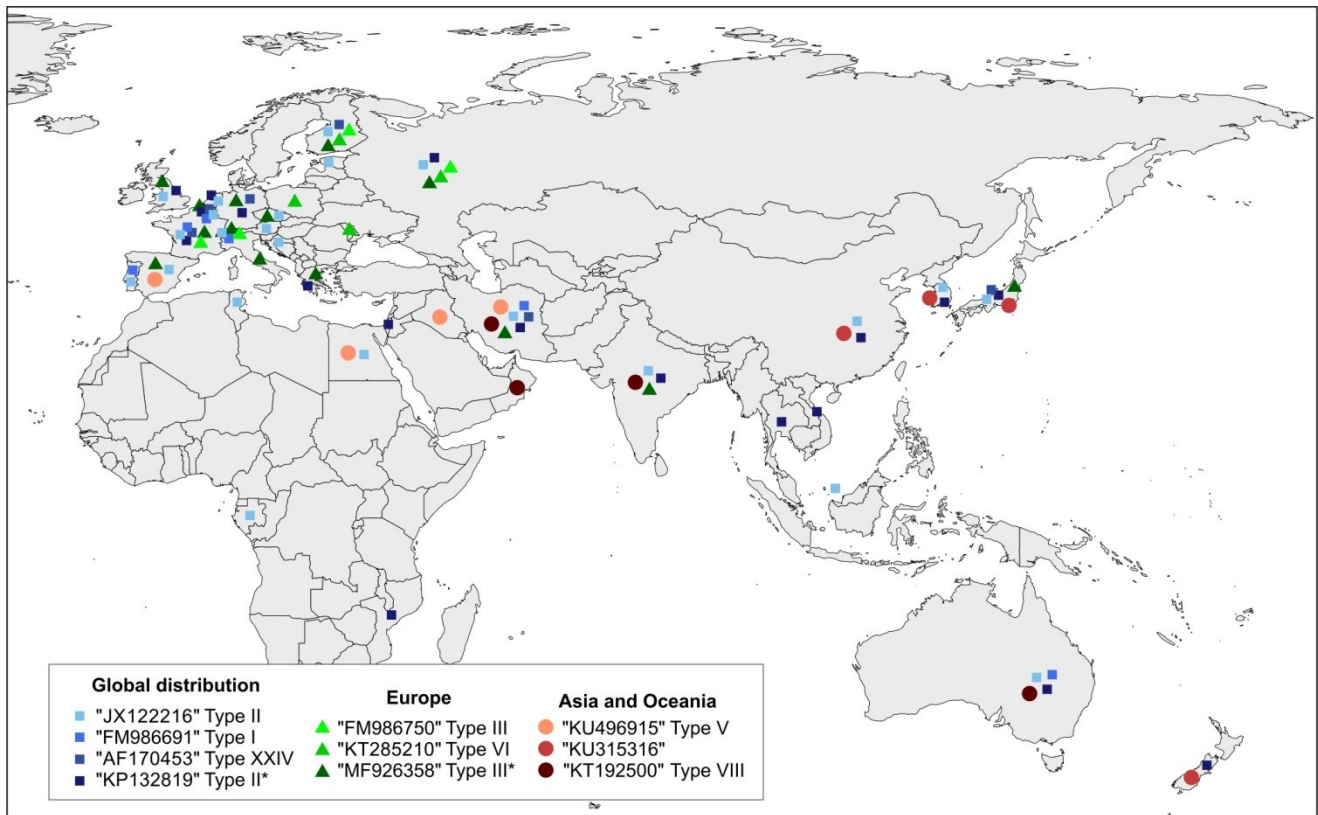 Global distribution
"JX122216" Type II
"FM986691" Type I
"AF170453" Type XXIV
"KP132819" Type II*
Europe
"FM986750" Type III
"KT285210" Type VI
"MF926358" Type III*
Asia and Oceania
"KU496915" Type V
"KU315316"
"KT192500" Type VIII